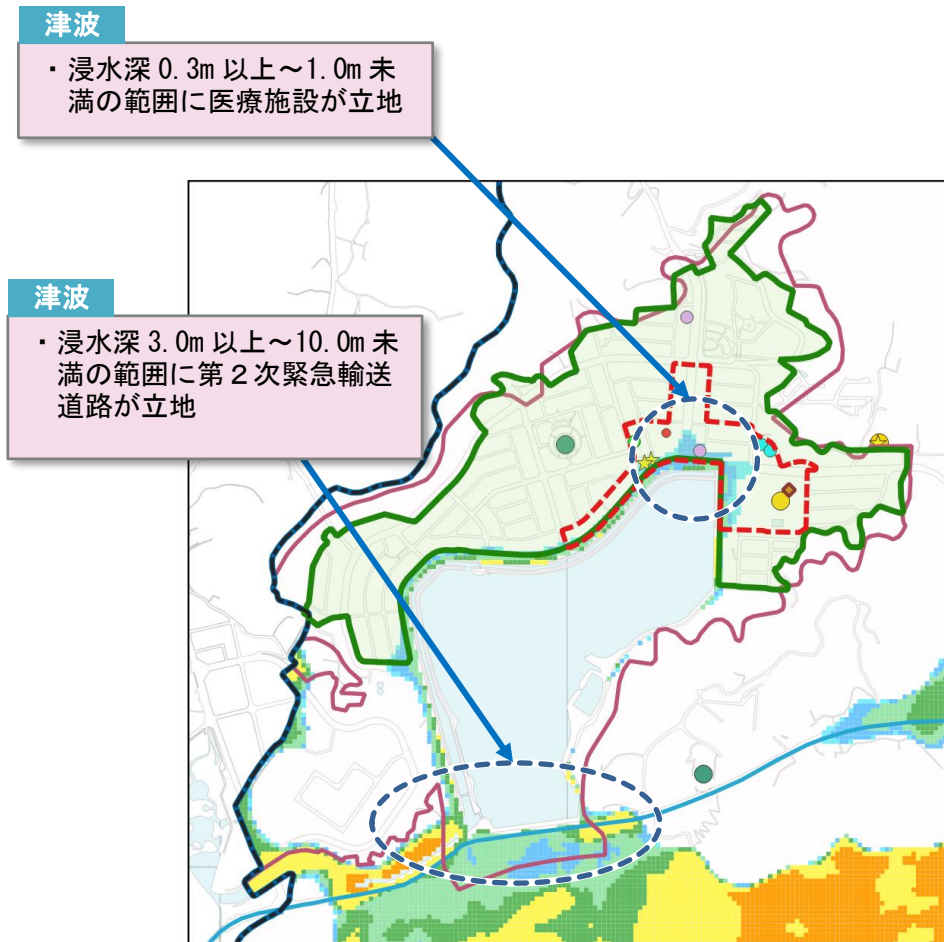 津波
・浸水深 0.3m 以上～1.0m 未
満の範囲に医療施設が立地
津波
・浸水深 3.0m 以上～10.0m 未
満の範囲に第２次緊急輸送
道路が立地